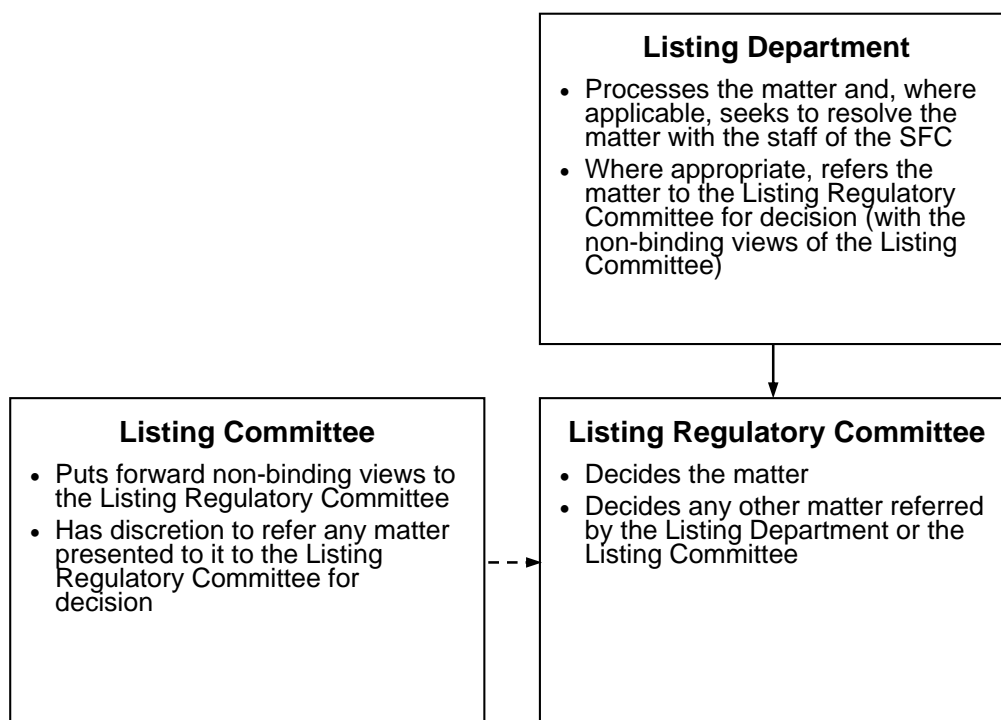 Listing Department
• Processes the matter and, where
applicable, seeks to resolve the
matter with the staff of the SFC
• Where appropriate, refers the
matter to the Listing Regulatory
Committee for decision (with the
non-binding views of the Listing
Committee)
Listing Committee
• Puts forward non-binding views to
the Listing Regulatory Committee
• Has discretion to refer any matter
presented to it to the Listing
Regulatory Committee for
decision
Listing Regulatory Committee
• Decides the matter
• Decides any other matter referred
by the Listing Department or the
Listing Committee